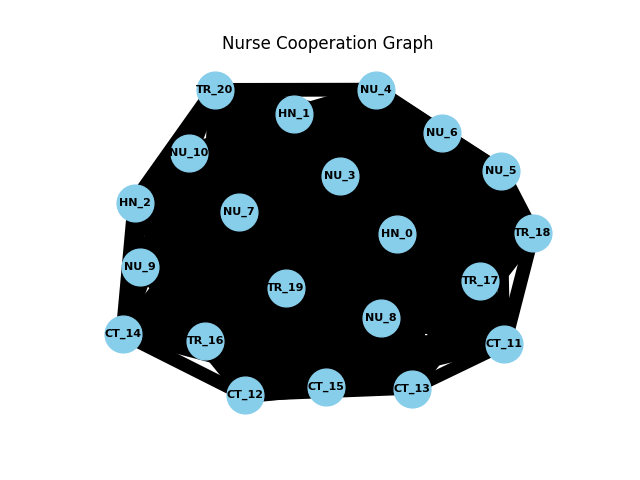 Nurse Cooperation Graph
TR_20
NU_4
HN_1
NU_6
NU_10
NU_5
NU_3
HN_2
NU_7
HN_0
TR_18
NU_9
TR_17
TR_19
NU_8
CT_14
TR_16
CT_11
CT_15
CT_13
CT_12